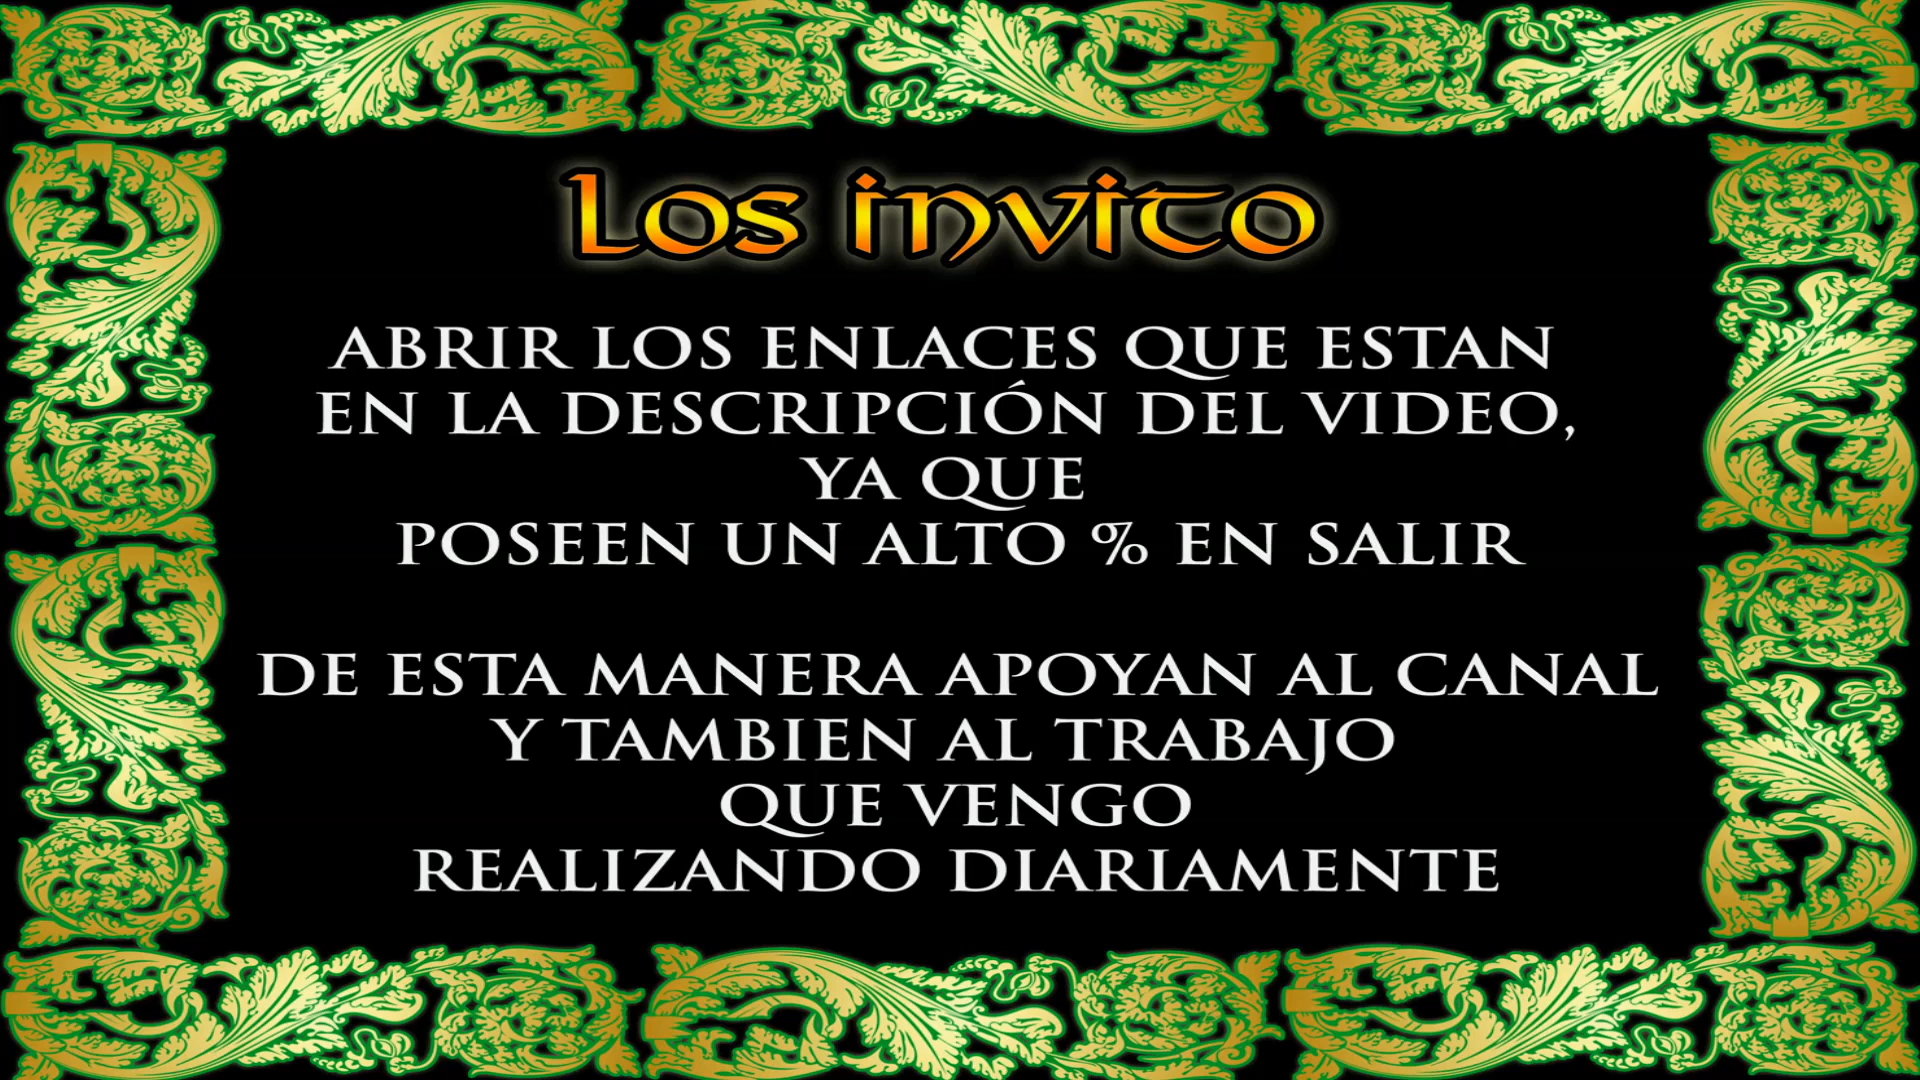 Los invito
ABRIR LOS ENLACES QUE ESTAN
EN LA DESCRIPCIÓN DEL VIDEO,
YA QUE
POSEEN UN ALTO % EN SALIR
DE ESTA MANERA APOYAN AL CANAL
Y TAMBIEN AL TRABAJO
QUE VENGO
REALIZANDO DIARIAMENTE